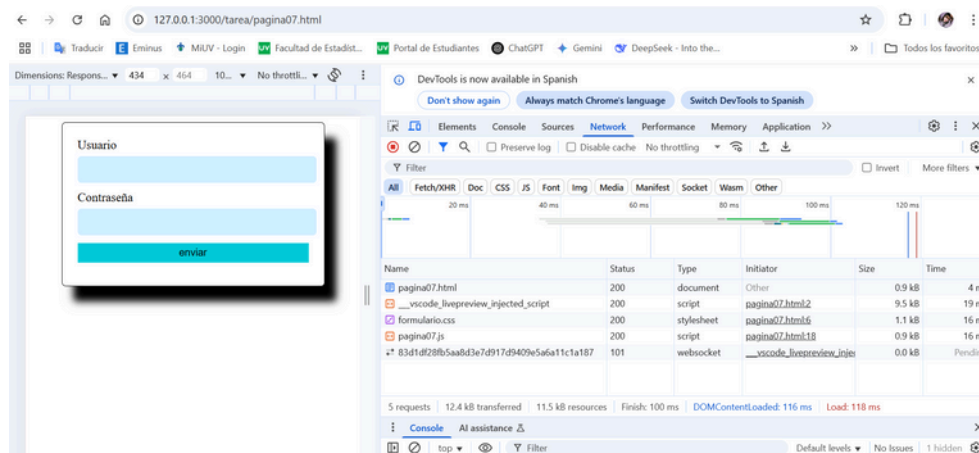 127.0.0.1:3000/tarea/pagina07.html
Traducir Eminus MiUV - Login Facultad de Estadíst... Portal de Estudiantes ChatGPT Gemini DeepSeek - Into the... » Todos los favoritos
Dimensions: Respons... 434 x 464 10... No throttli...
DevTools is now available in Spanish
Don't show again Always match Chrome's language Switch DevTools to Spanish
Elements Console Sources Network Performance Memory Application »
Preserve log Disable cache No throttling
Filter Invert More filters
All Fetch/XHR Doc CSS JS Font Img Media Manifest Socket Wasm Other
20 ms 40 ms 60 ms 80 ms 100 ms 120 ms
Usuario
Contraseña
enviar
Name Status Type Initiator Size Time
pagina07.html 200 document Other 0.9 kB 4 m
__vscode_livepreview_injected_script 200 script pagina07.html:2 9.5 kB 19 m
formulario.css 200 stylesheet pagina07.html:6 1.1 kB 16 m
pagina07.js 200 script pagina07.html:18 0.9 kB 16 m
83d1df28fb5aa8d3e7d917d9409e5a6a11c1a187 101 websocket __vscode_livepreview_injec 0.0 kB Pendi
5 requests 12.4 kB transferred 11.5 kB resources Finish: 100 ms DOMContentLoaded: 116 ms Load: 118 ms
Console AI assistance
top Filter Default levels No Issues 1 hidden